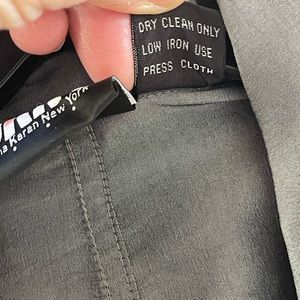 DRY CLEAN ONLY
LOW IRON USE
PRESS CLOTH
Karan New York